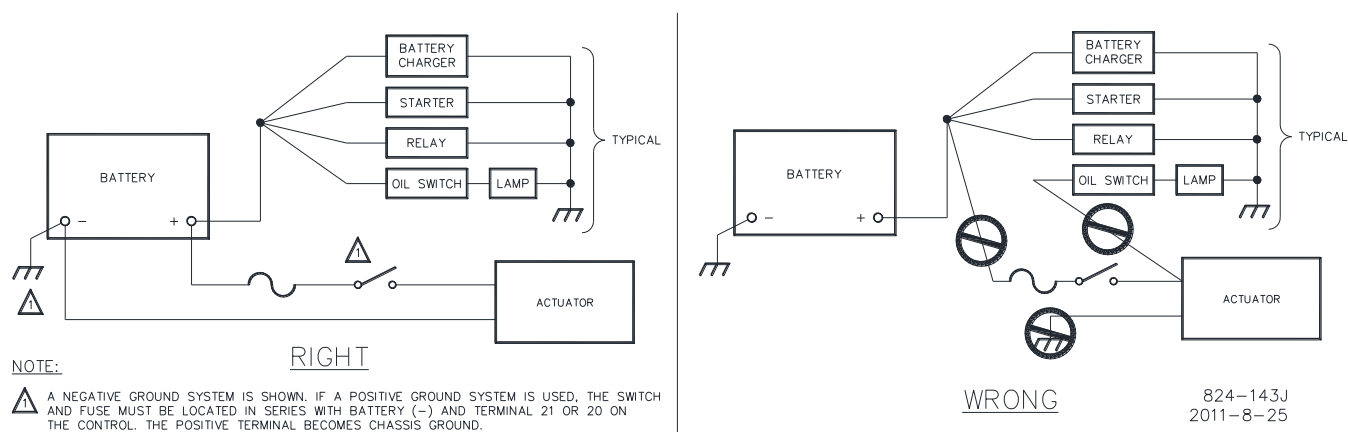 BATTERY
CHARGER
STARTER
RELAY
OIL SWITCH
LAMP
TYPICAL
BATTERY
-
+
1
1
ACTUATOR
RIGHT
NOTE:
1
A NEGATIVE GROUND SYSTEM IS SHOWN. IF A POSITIVE GROUND SYSTEM IS USED, THE SWITCH
AND FUSE MUST BE LOCATED IN SERIES WITH BATTERY (-) AND TERMINAL 21 OR 20 ON
THE CONTROL. THE POSITIVE TERMINAL BECOMES CHASSIS GROUND.
BATTERY
CHARGER
STARTER
RELAY
OIL SWITCH
LAMP
TYPICAL
BATTERY
-
+
ACTUATOR
WRONG
824-143J
2011-8-25